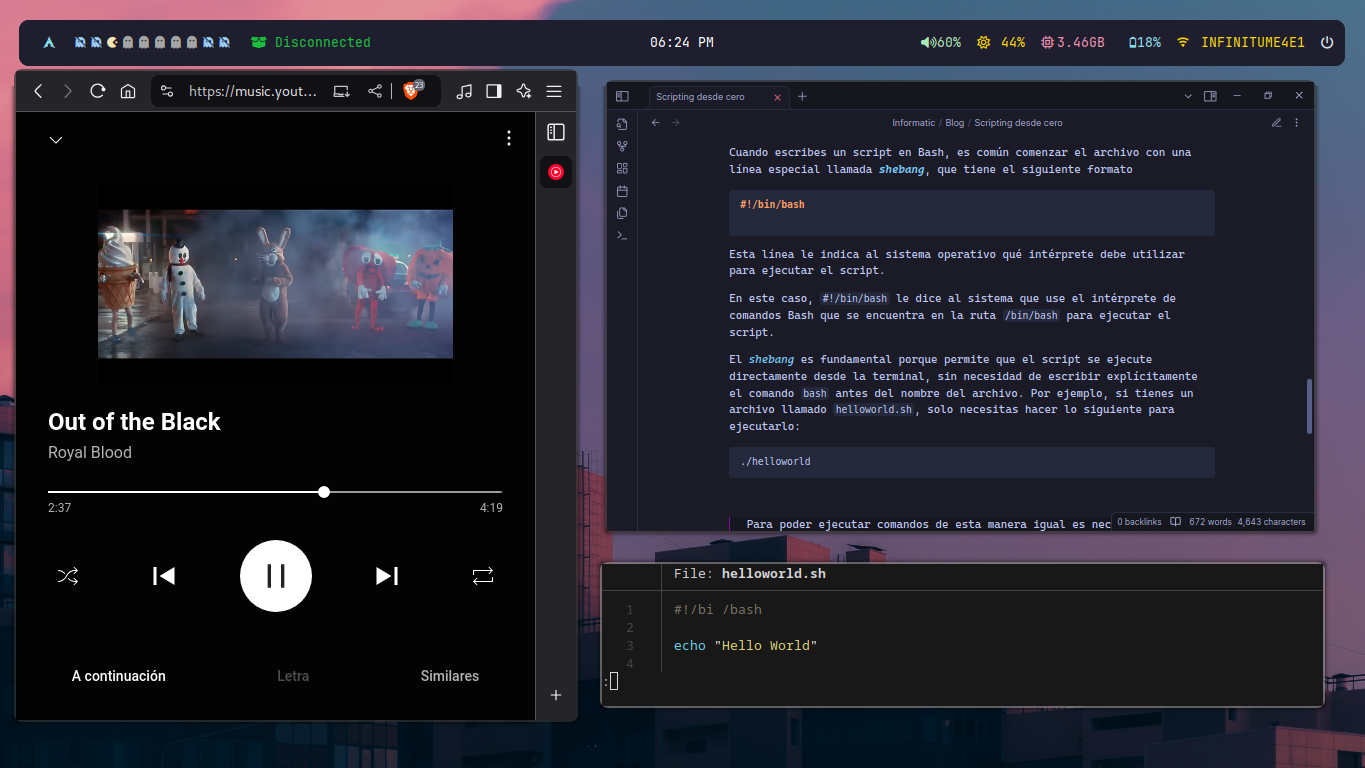 Disconnected
06:24 PM
60%
44%
3.46GB
18%
INFINITUME4E1
https://music.yout...
23
Out of the Black
Royal Blood
2:37
4:19
A continuación
Letra
Similares
Scripting desde cero
Informatic / Blog / Scripting desde cero
Cuando escribes un script en Bash, es común comenzar el archivo con una
línea especial llamada shebang, que tiene el siguiente formato
#!/bin/bash
Esta línea le indica al sistema operativo qué intérprete debe utilizar
para ejecutar el script.
En este caso, #!/bin/bash le dice al sistema que use el intérprete de
comandos Bash que se encuentra en la ruta /bin/bash para ejecutar el
script.
El shebang es fundamental porque permite que el script se ejecute
directamente desde la terminal, sin necesidad de escribir explícitamente
el comando bash antes del nombre del archivo. Por ejemplo, si tienes un
archivo llamado helloworld.sh, solo necesitas hacer lo siguiente para
ejecutarlo:
./helloworld
Para poder ejecutar comandos de esta manera igual es nec
0 backlinks
672 words
4,643 characters
File: helloworld.sh
1 #!/bi /bash
2
3 echo "Hello World"
4
: